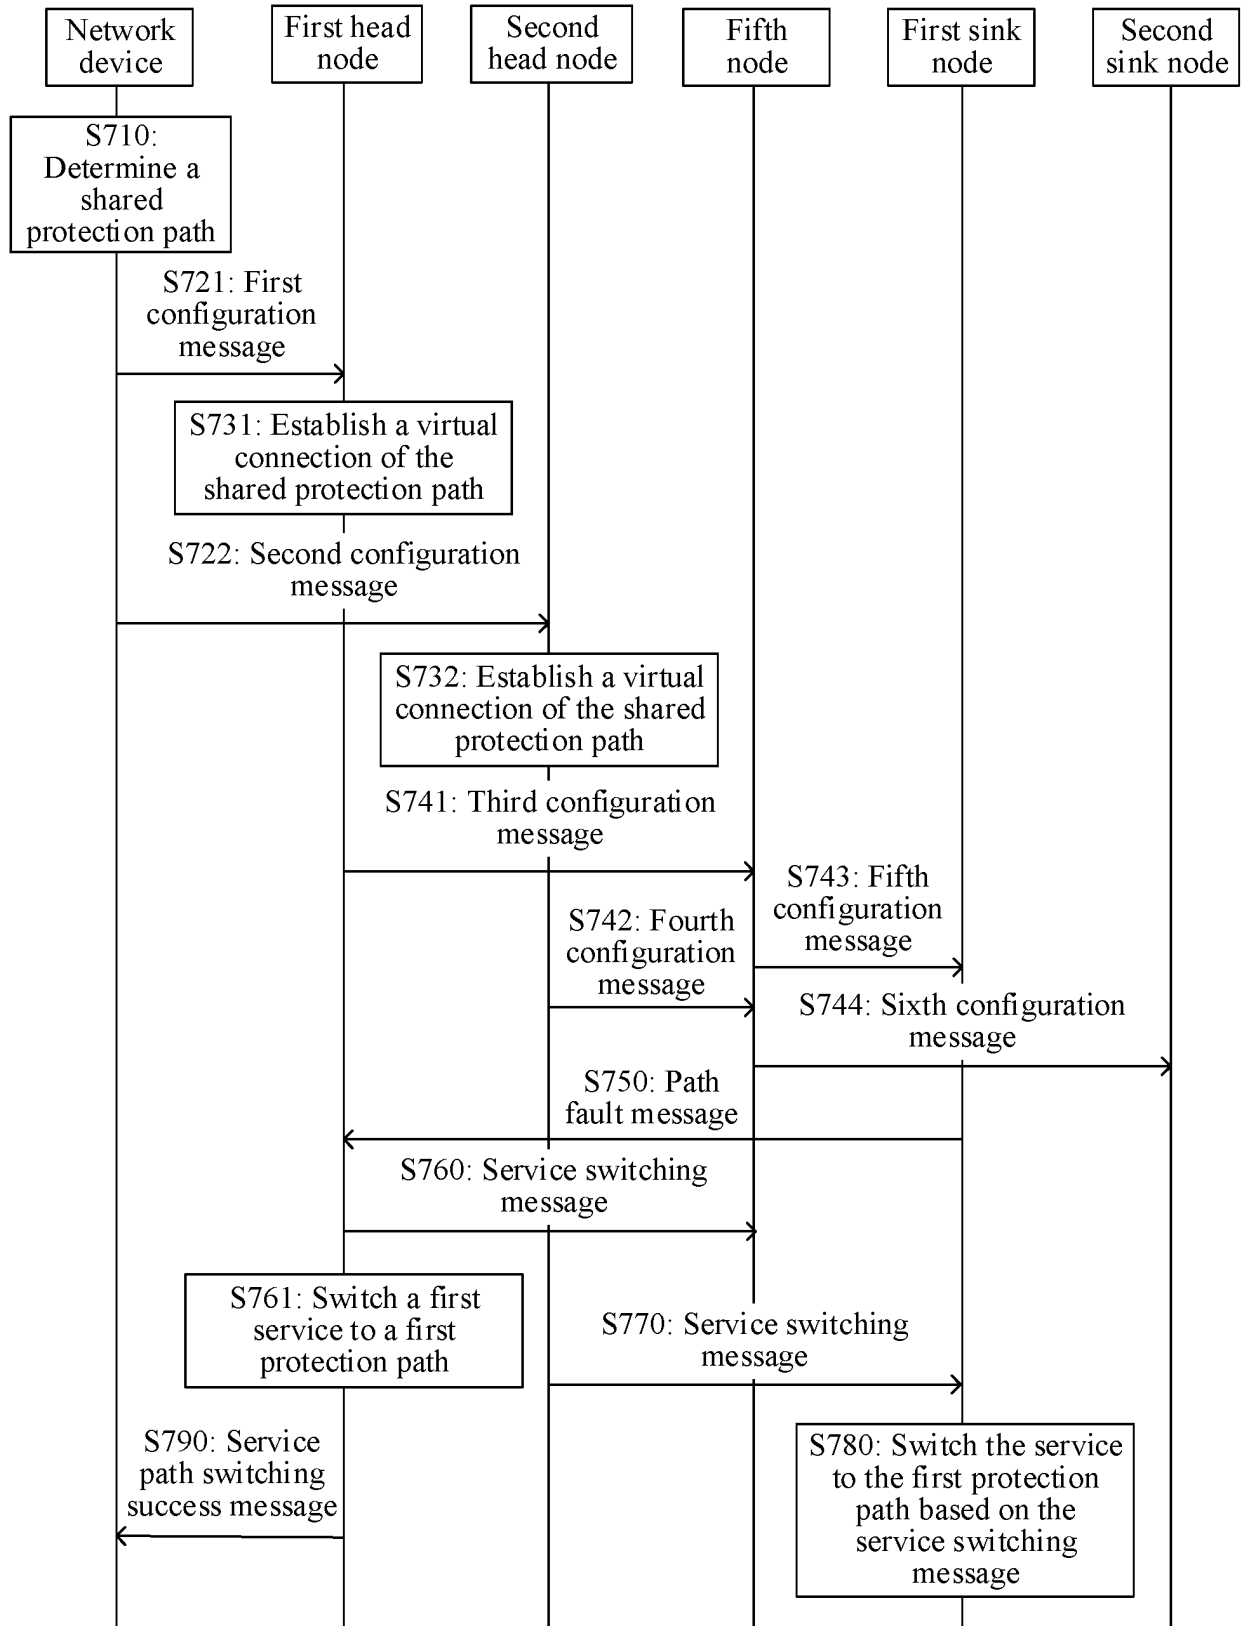 Network
device
First head
node
Second
head node
Fifth
node
First sink
node
Second
sink node
S710:
Determine a
shared
protection path
S721: First
configuration
message
S731: Establish a virtual
connection of the
shared protection path
S722: Second configuration
message
S732: Establish a virtual
connection of the shared
protection path
S741: Third configuration
message
S743: Fifth
configuration
message
S742: Fourth
configuration
message
S744: Sixth configuration
message
S750: Path
fault message
S760: Service switching
message
S761: Switch a first
service to a first
protection path
S770: Service switching
message
S790: Service
path switching
success message
S780: Switch the service
to the first protection
path based on the
service switching
message